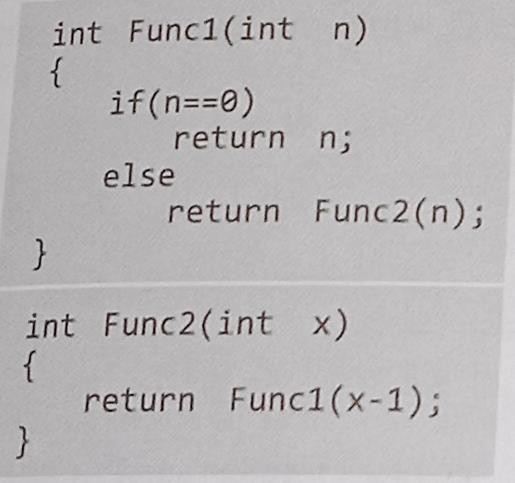 int Func1(int n)
{
if(n==0)
return n;
else
return Func2(n);
}
int Func2(int x)
{
return Func1(x-1);
}